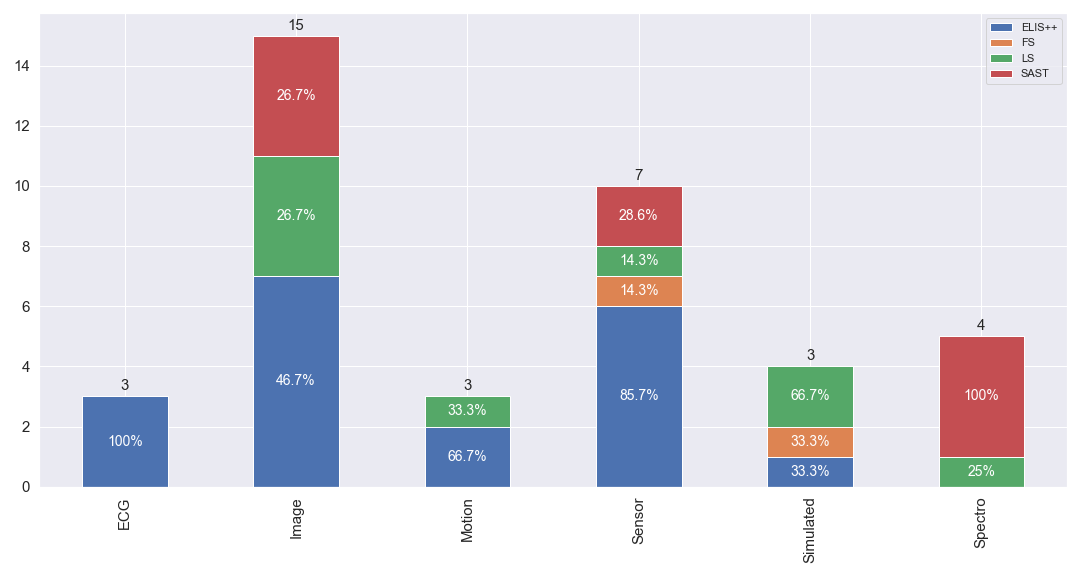 15
14
12
10
8
6
4
2
0
ELIS++
FS
LS
SAST
3
100%
26.7%
26.7%
46.7%
3
33.3%
66.7%
7
28.6%
14.3%
14.3%
85.7%
3
66.7%
33.3%
33.3%
4
100%
25%
ECG
Image
Motion
Sensor
Simulated
Spectro